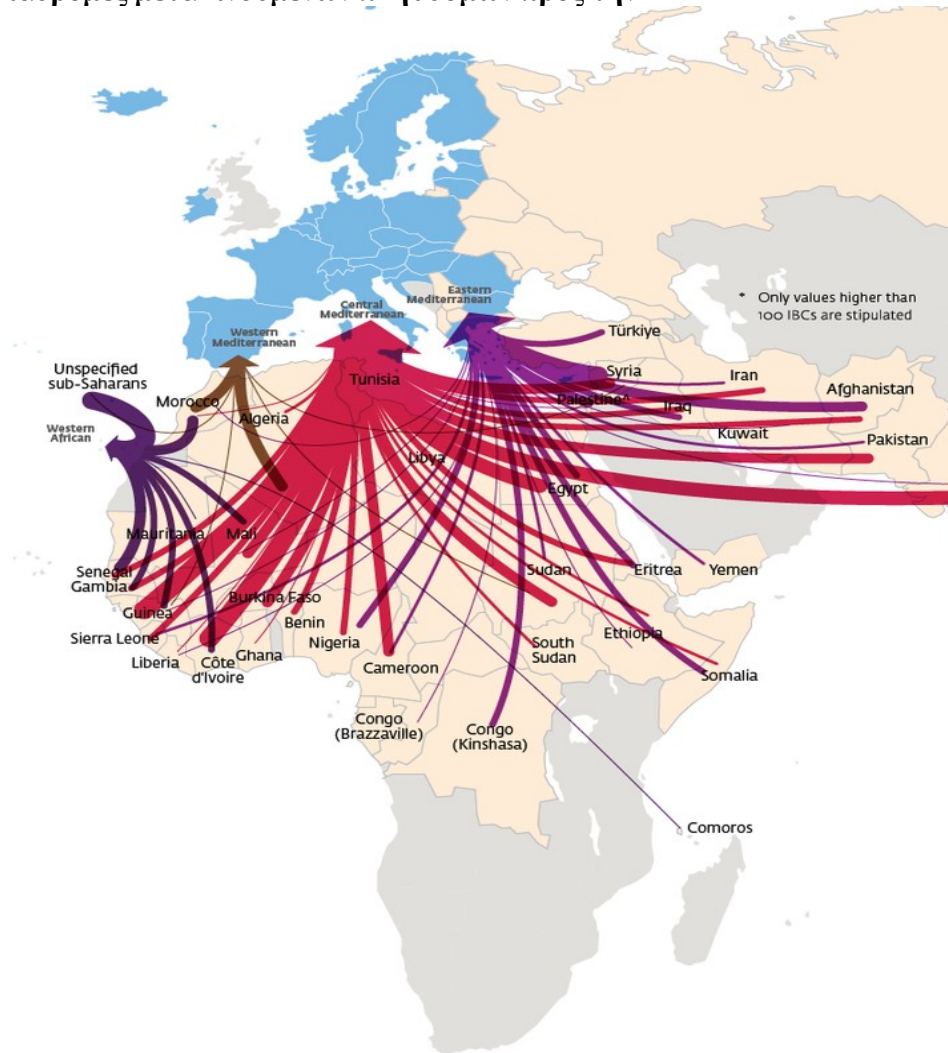 Eastern
Mediterranean
Central
Mediterranean
* Only values higher than
100 IBCs are stipulated
Western
Mediterranean
Türkiye
Unspecified
sub-Saharans
Tunisia
Syria
Iran
Afghanistan
Morocco
Palestine^
Iraq
Algeria
Western
African
Kuwait
Pakistan
Libya
Egypt
Mauritania
Mali
Senegal
Gambia
Sudan
Eritrea
Yemen
Burkina Faso
Guinea
Benin
Sierra Leone
Nigeria
Ethiopia
Liberia
Côte
d'Ivoire
Ghana
South
Sudan
Cameroon
Somalia
Congo
(Brazzaville)
Congo
(Kinshasa)
Comoros